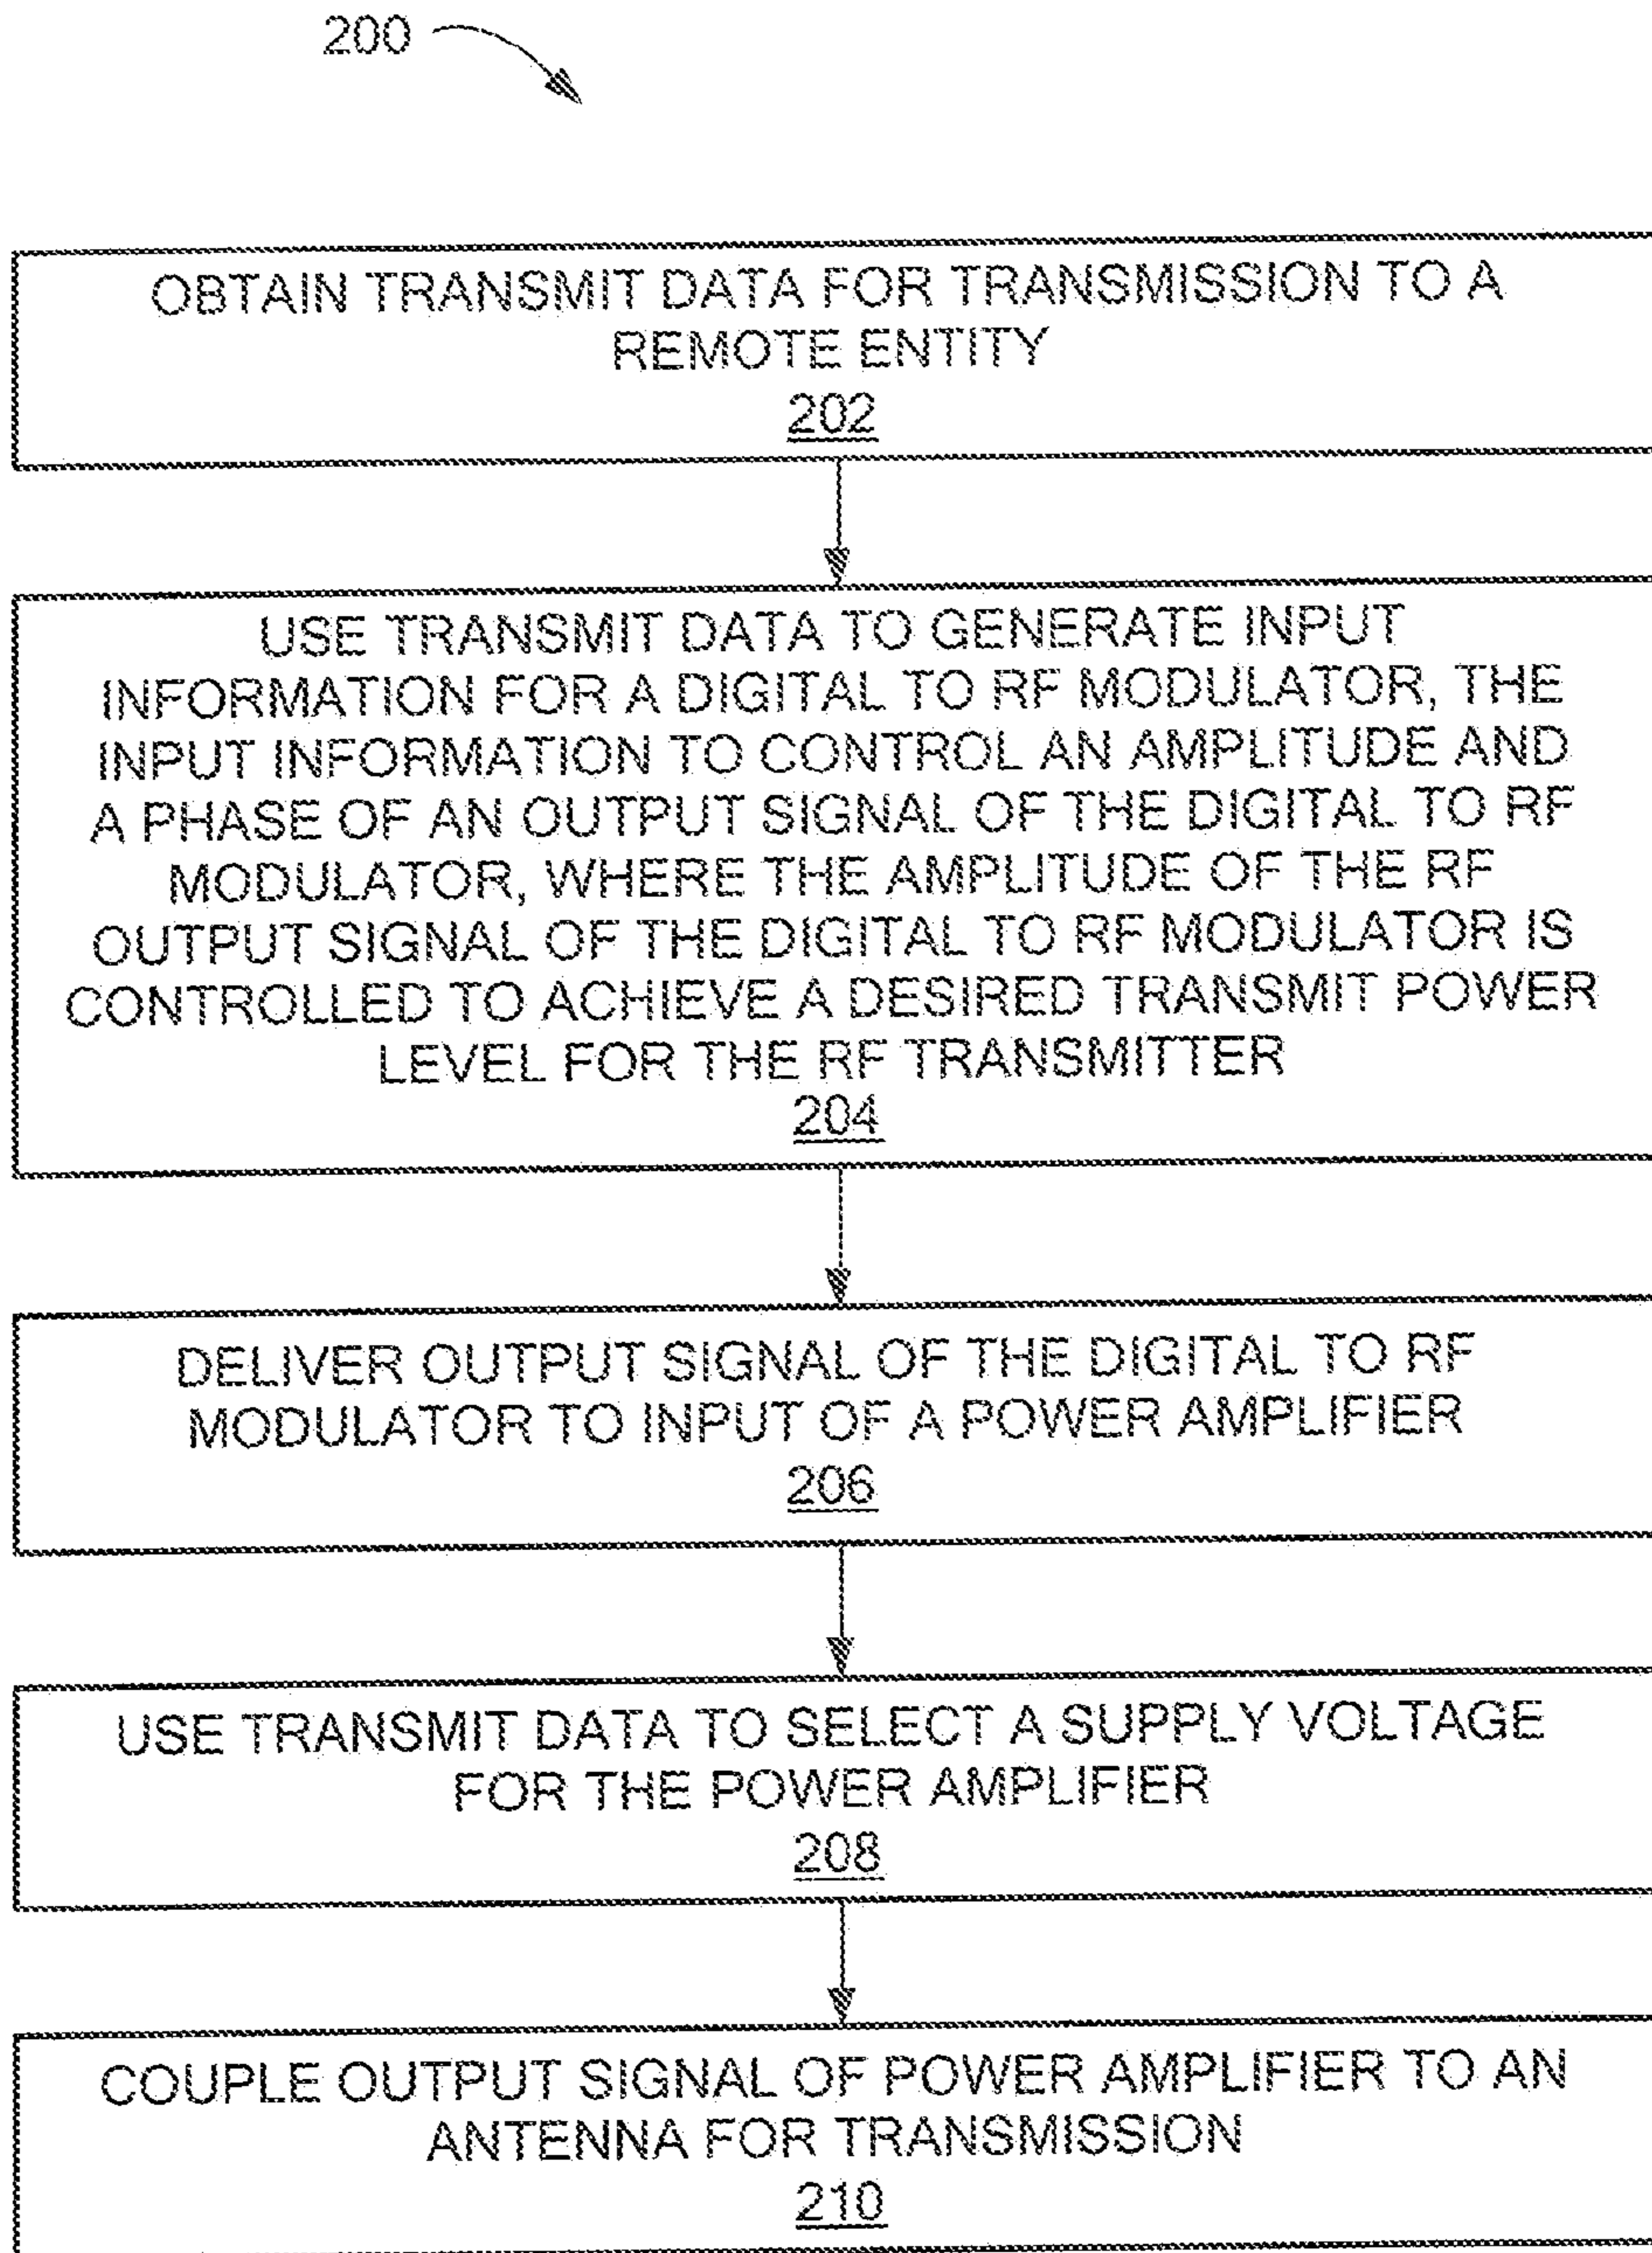 200
OBTAIN TRANSMIT DATA FOR TRANSMISSION TO A
REMOTE ENTITY
202
USE TRANSMIT DATA TO GENERATE INPUT
INFORMATION FOR A DIGITAL TO RF MODULATOR, THE
INPUT INFORMATION TO CONTROL AN AMPLITUDE AND
A PHASE OF AN OUTPUT SIGNAL OF THE DIGITAL TO RF
MODULATOR, WHERE THE AMPLITUDE OF THE RF
OUTPUT SIGNAL OF THE DIGITAL TO RF MODULATOR IS
CONTROLLED TO ACHIEVE A DESIRED TRANSMIT POWER
LEVEL FOR THE RF TRANSMITTER
204
DELIVER OUTPUT SIGNAL OF THE DIGITAL TO RF
MODULATOR TO INPUT OF A POWER AMPLIFIER
206
USE TRANSMIT DATA TO SELECT A SUPPLY VOLTAGE
FOR THE POWER AMPLIFIER
208
COUPLE OUTPUT SIGNAL OF POWER AMPLIFIER TO AN
ANTENNA FOR TRANSMISSION
210